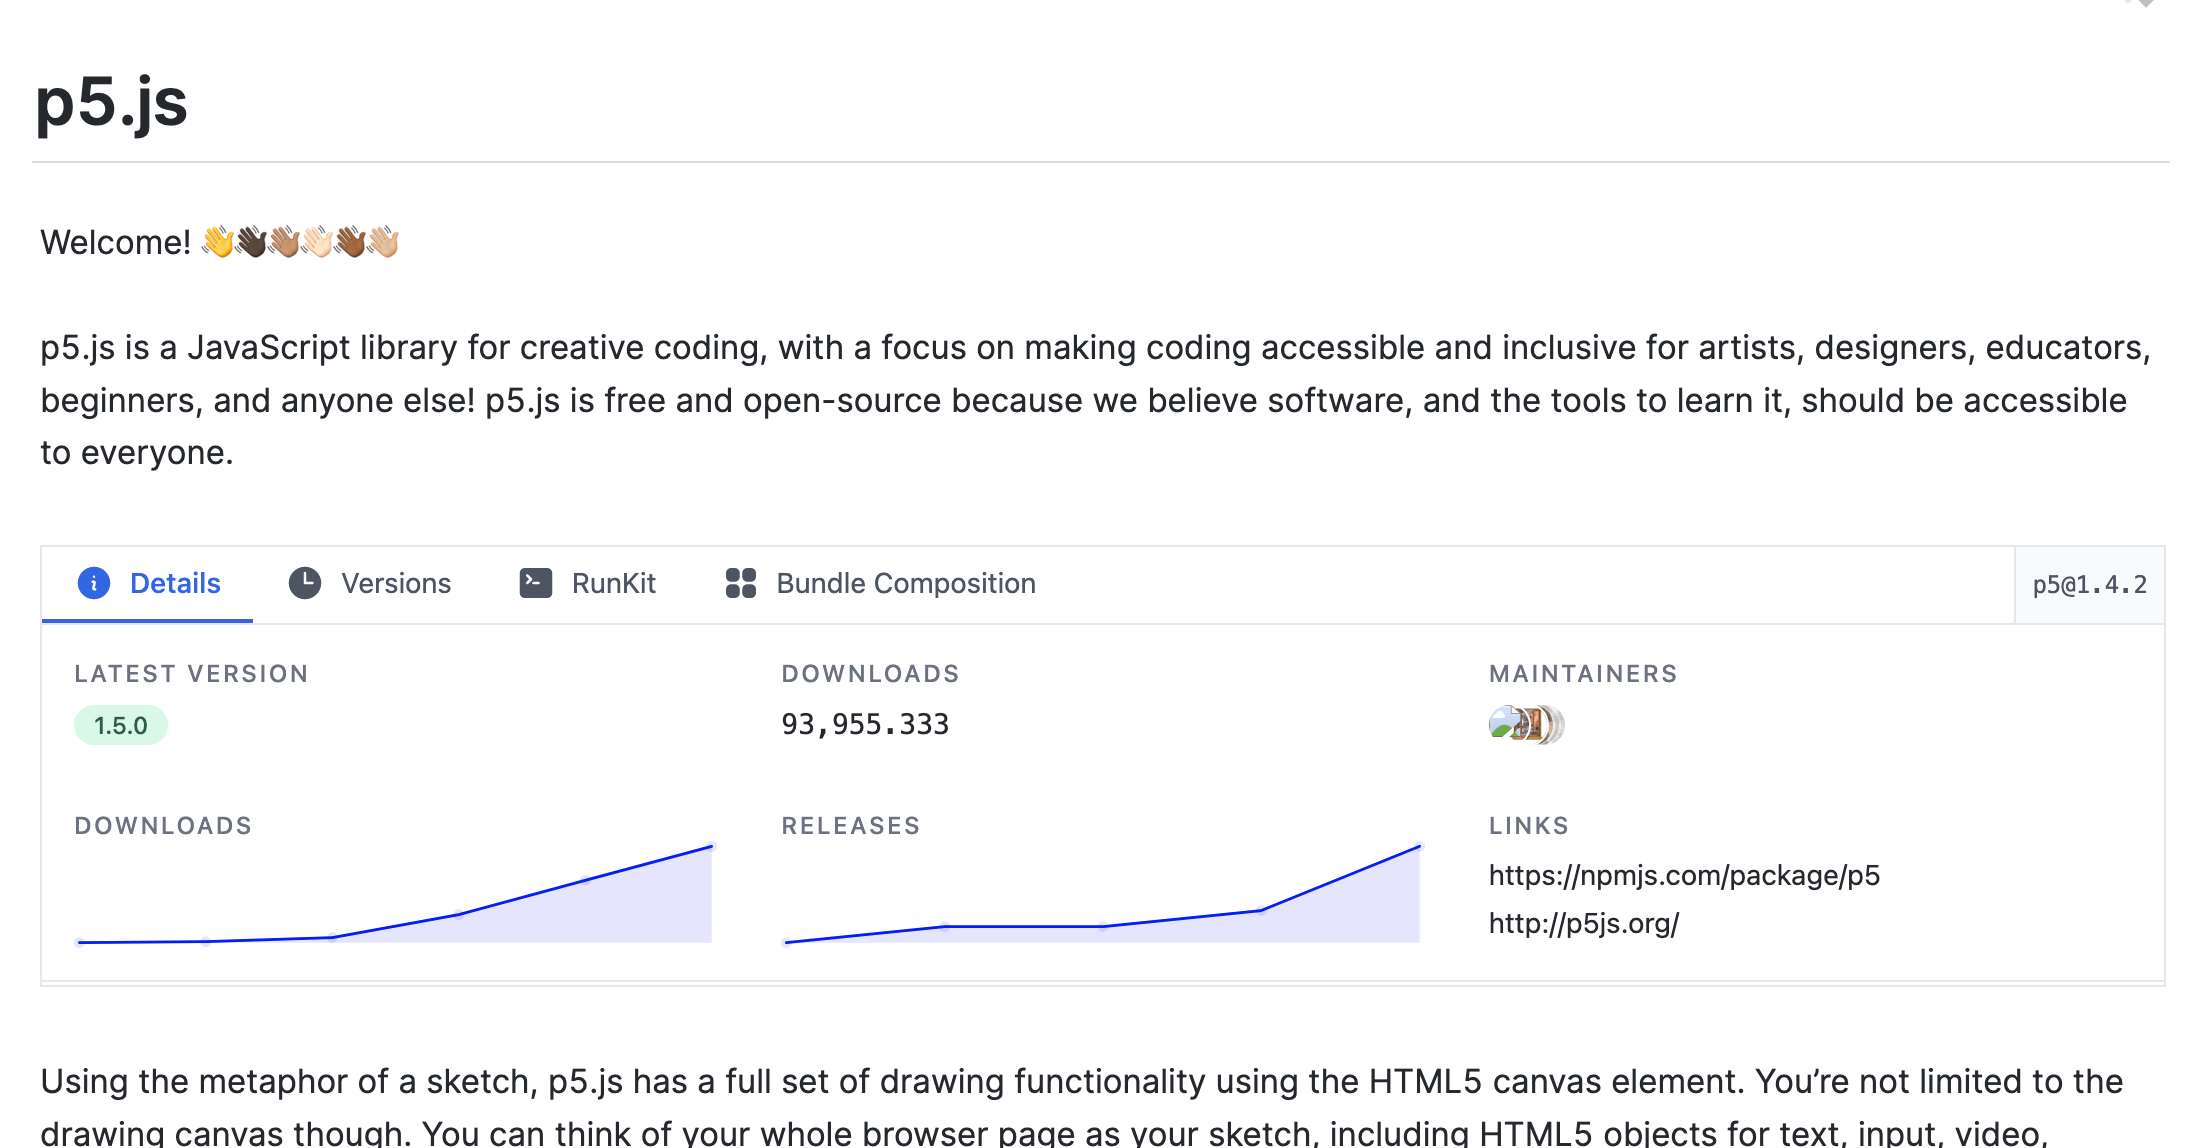 p5.js
Welcome! 👋👋🏿👋🏽👋🏻👋🏾👋🏼
p5.js is a JavaScript library for creative coding, with a focus on making coding accessible and inclusive for artists, designers, educators,
beginners, and anyone else! p5.js is free and open-source because we believe software, and the tools to learn it, should be accessible
to everyone.
Details Versions RunKit Bundle Composition p5@1.4.2
LATEST VERSION DOWNLOADS MAINTAINERS
1.5.0 93,955.333
DOWNLOADS RELEASES LINKS
https://npmjs.com/package/p5
http://p5js.org/
Using the metaphor of a sketch, p5.js has a full set of drawing functionality using the HTML5 canvas element. You’re not limited to the
drawing canvas though. You can think of your whole browser page as your sketch, including HTML5 objects for text, input, video,